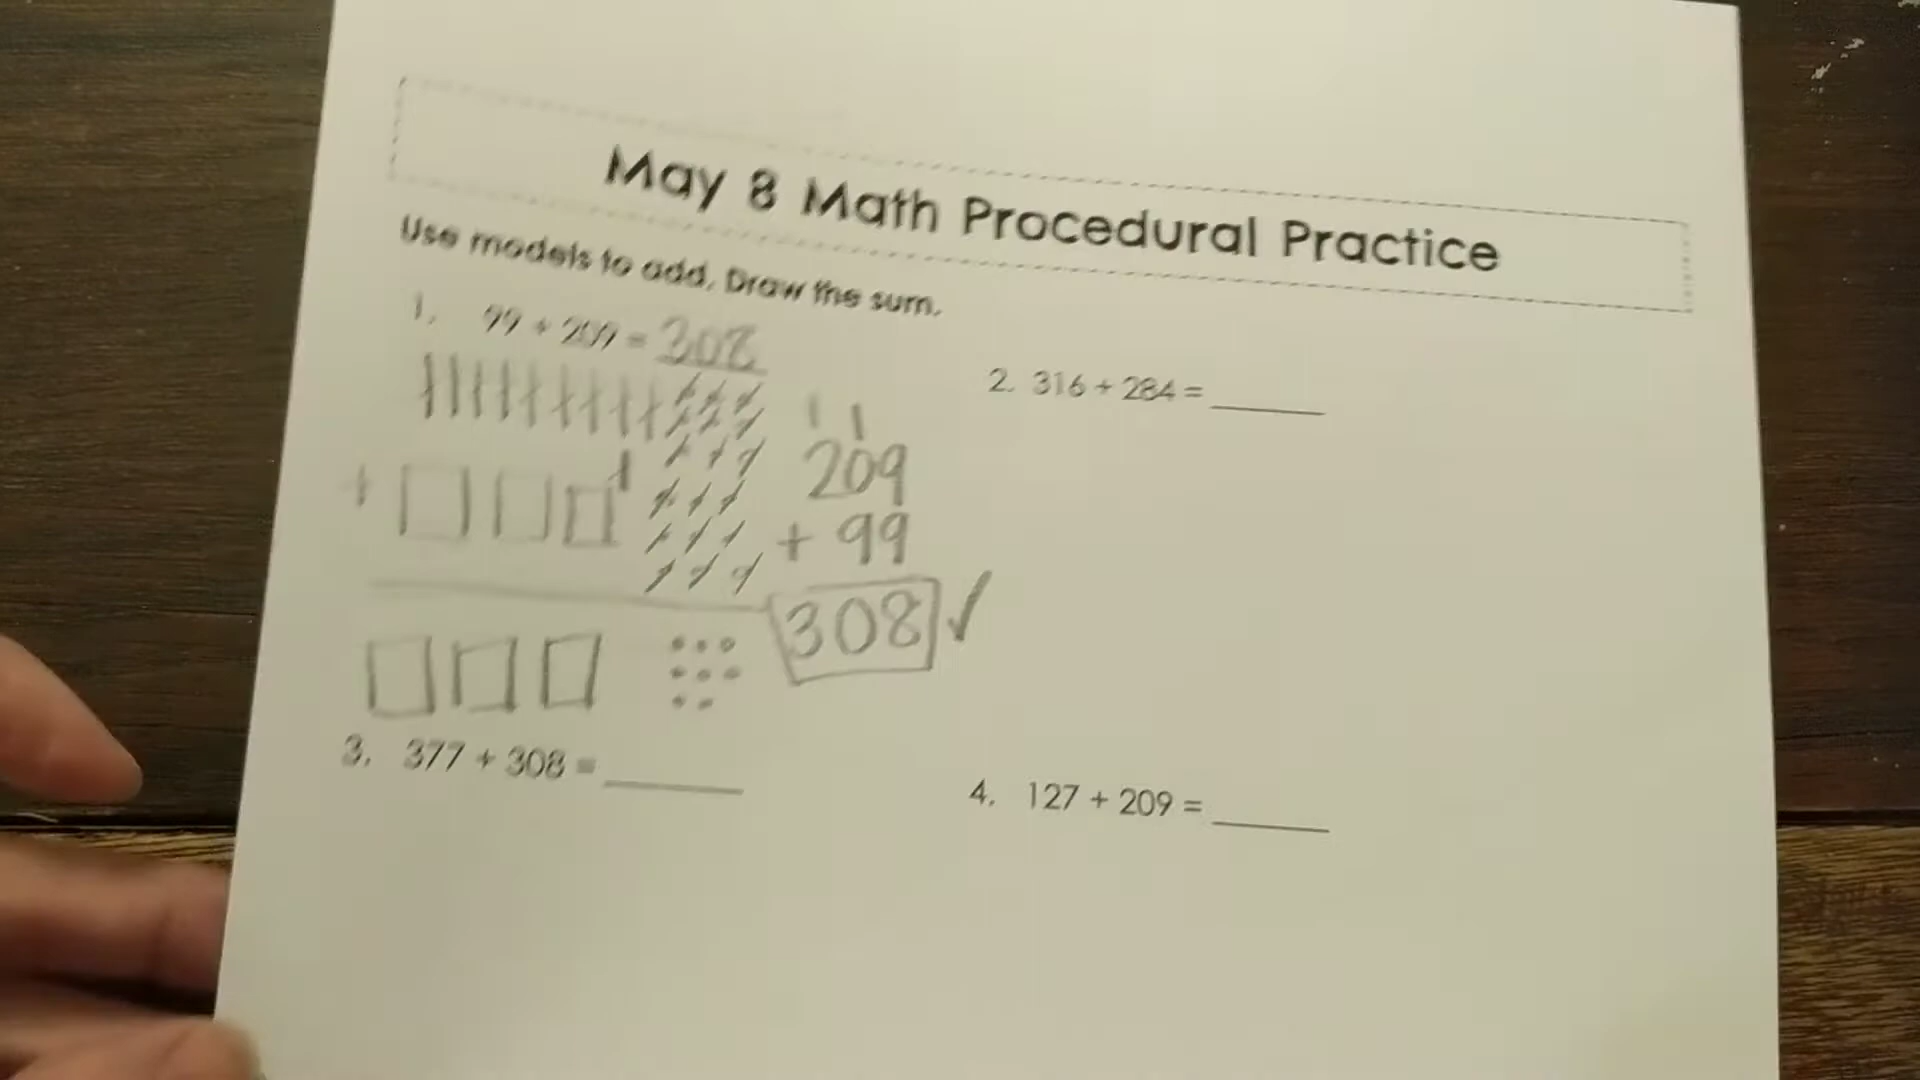 May 8 Math Procedural Practice
Use models to add. Draw the sum.
1. 99 + 209 = 308
1 1
209
+ 99
308 ✓
+
2. 316 + 284 = ______
3. 377 + 308 = ______
4. 127 + 209 = ______